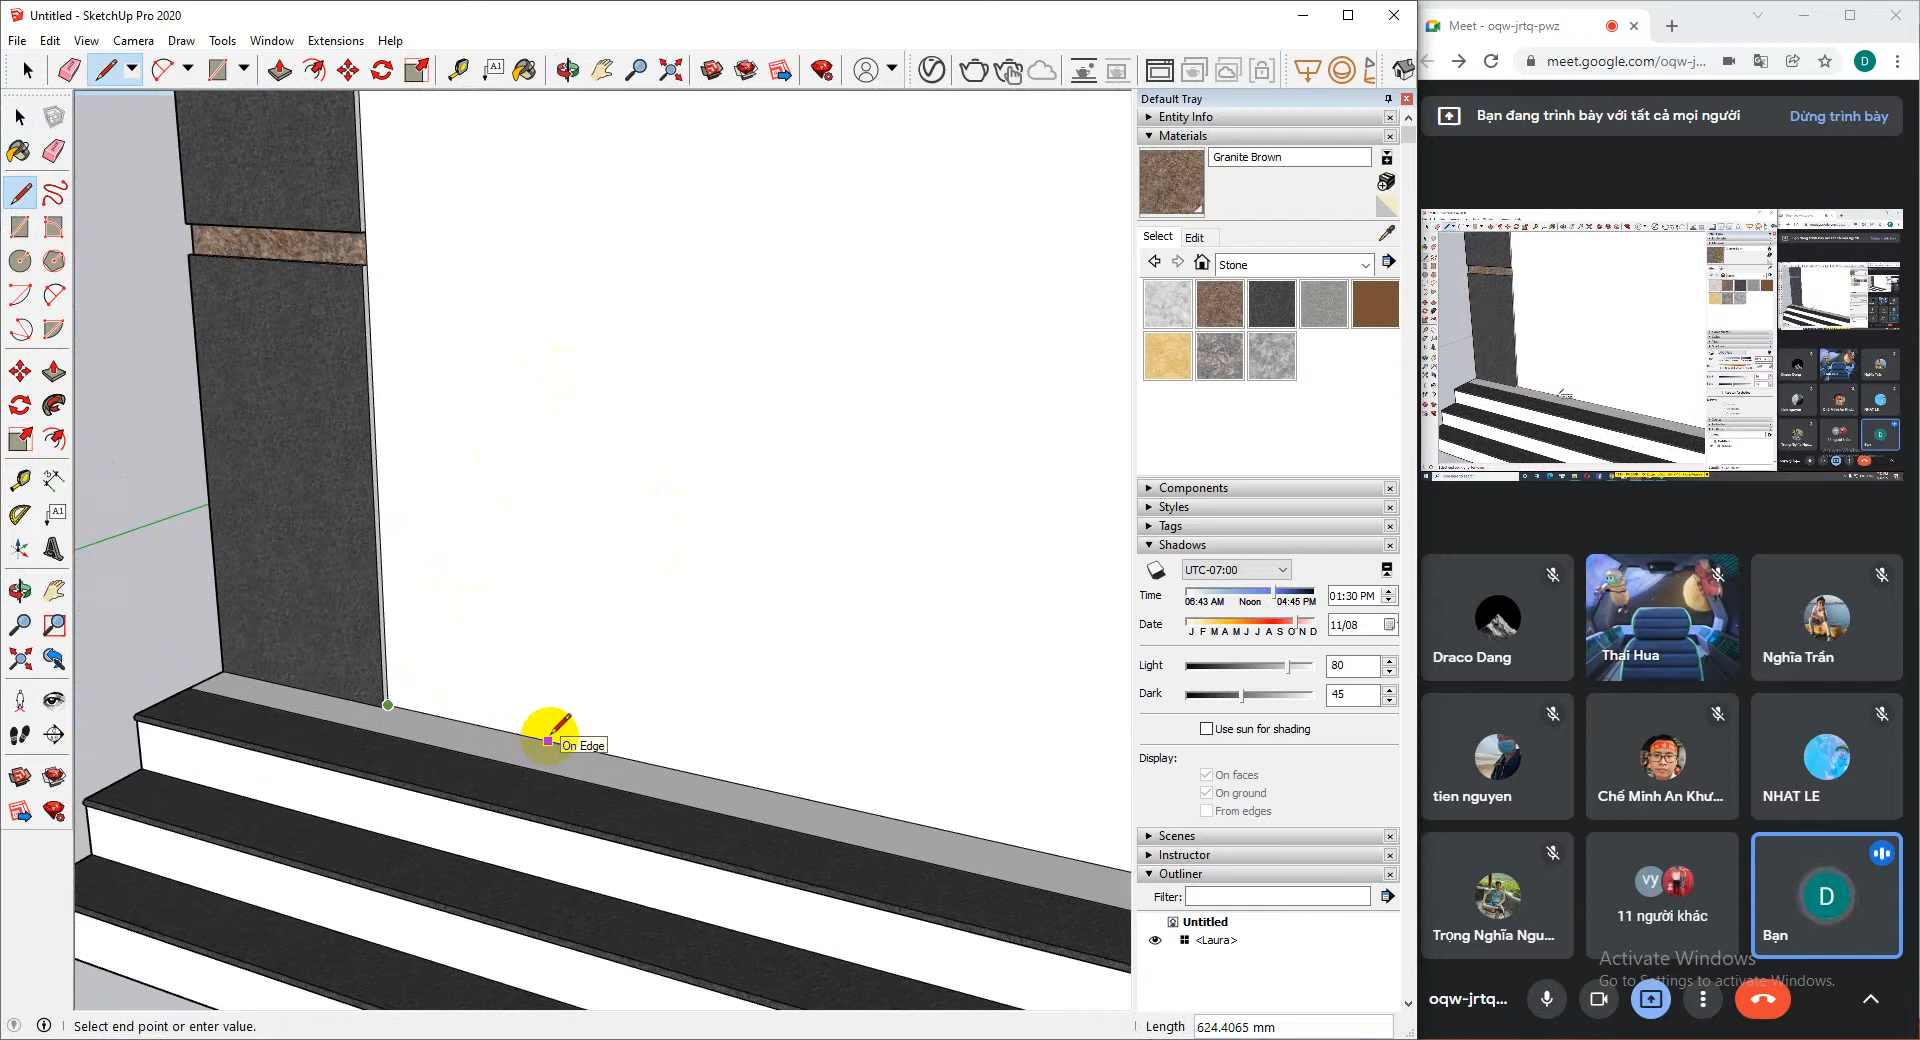 Untitled - SketchUp Pro 2020
File Edit View Camera Draw Tools Window Extensions Help
Default Tray
Entity Info
Materials
Granite Brown
Select Edit
Stone
Components
Styles
Tags
Shadows
UTC-07:00
Time
06:43 AM Noon 04:45 PM
01:30 PM
Date
J F M A M J J A S O N D
11/08
Light
80
Dark
45
Use sun for shading
Display:
On faces
On ground
From edges
Scenes
Instructor
Outliner
Filter:
Untitled
<Laura>
On Edge
Select end point or enter value.
Length 624.4065 mm
Meet - oqw-jrtq-pwz
meet.google.com/oqw-j...
D
Bạn đang trình bày với tất cả mọi người
Dừng trình bày
Draco Dang
Thai Hua
Nghĩa Trần
tien nguyen
Chế Minh An Khư...
NHAT LE
Trọng Nghĩa Ngu...
VY
11 người khác
D
Bạn
Activate Windows
Go to Settings to activate Windows.
oqw-jrtq...